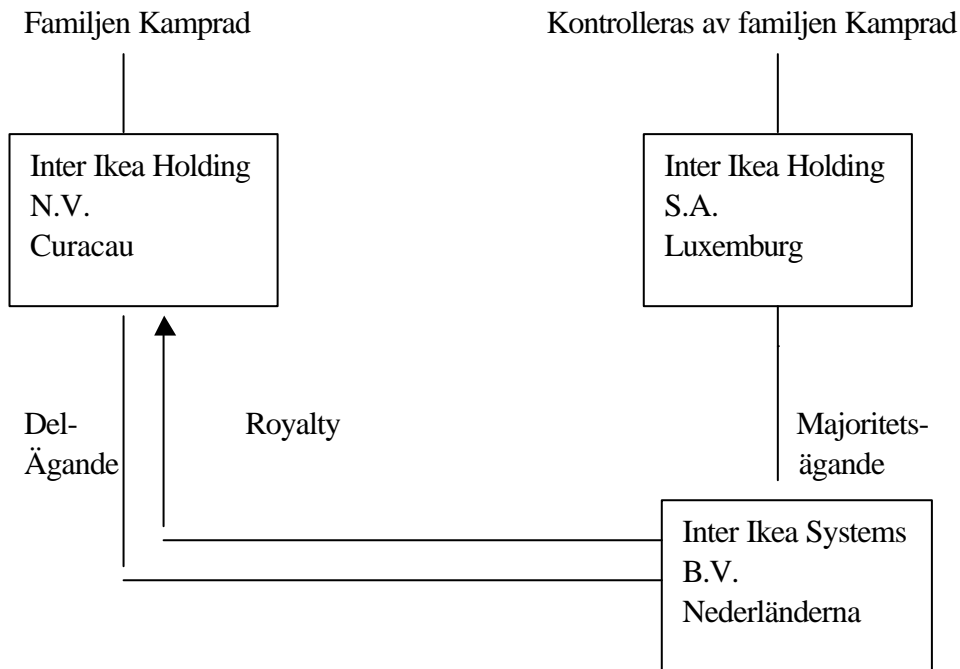 Familjen Kamprad
Kontrolleras av familjen Kamprad
Inter Ikea Holding
N.V.
Curacau
Inter Ikea Holding
S.A.
Luxemburg
Del-
Ägande
Royalty
Majoritets-
ägande
Inter Ikea Systems
B.V.
Nederländerna